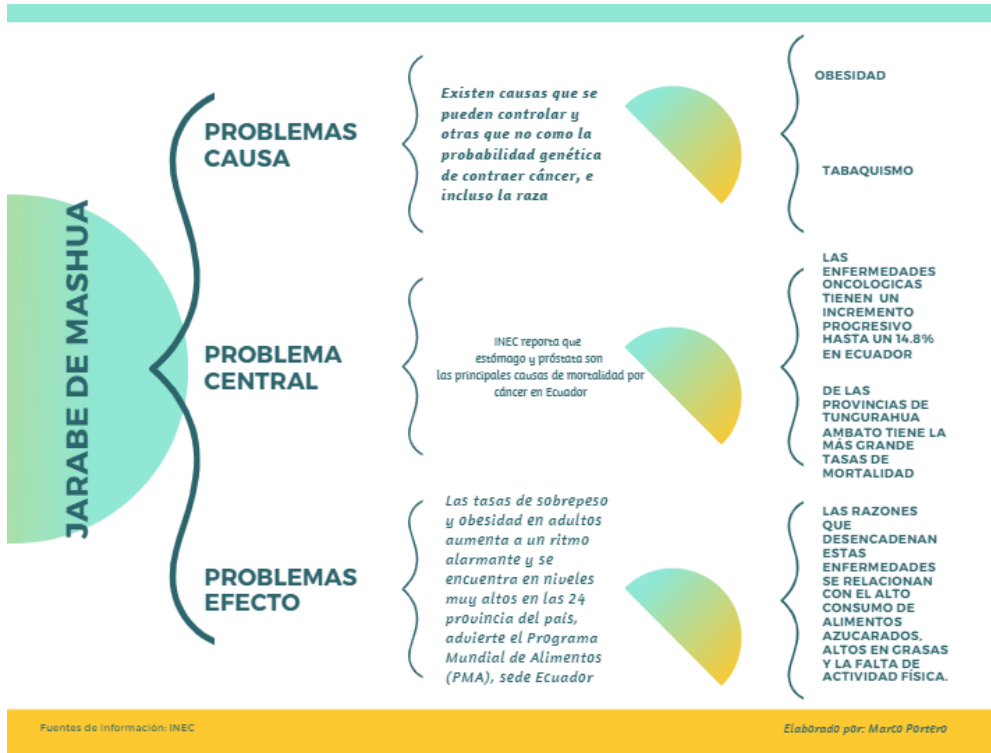 JARABE DE MASHUA
PROBLEMAS
CAUSA
Existen causas que se
pueden controlar y
otras que no como la
probabilidad genética
de contraer cáncer, e
incluso la raza
OBESIDAD
TABAQUISMO
PROBLEMA
CENTRAL
INEC reporta que
estómago y próstata son
las principales causas de mortalidad por
cáncer en Ecuador
LAS
ENFERMEDADES
ONCOLOGICAS
TIENEN UN
INCREMENTO
PROGRESIVO
HASTA UN 14.8%
EN ECUADOR
DE LAS
PROVINCIAS DE
TUNGURAHUA
AMBATO TIENE LA
MÁS GRANDE
TASAS DE
MORTALIDAD
PROBLEMAS
EFECTO
Las tasas de sobrepeso
y obesidad en adultos
aumenta a un ritmo
alarmante y se
encuentra en niveles
muy altos en las 24
provincia del país,
advierte el Programa
Mundial de Alimentos
(PMA), sede Ecuador
LAS RAZONES
QUE
DESENCADENAN
ESTAS
ENFERMEDADES
SE RELACIONAN
CON EL ALTO
CONSUMO DE
ALIMENTOS
AZUCARADOS,
ALTOS EN GRASAS
Y LA FALTA DE
ACTIVIDAD FÍSICA.
Fuentes de información: INEC
Elaborado por: Marco Portero